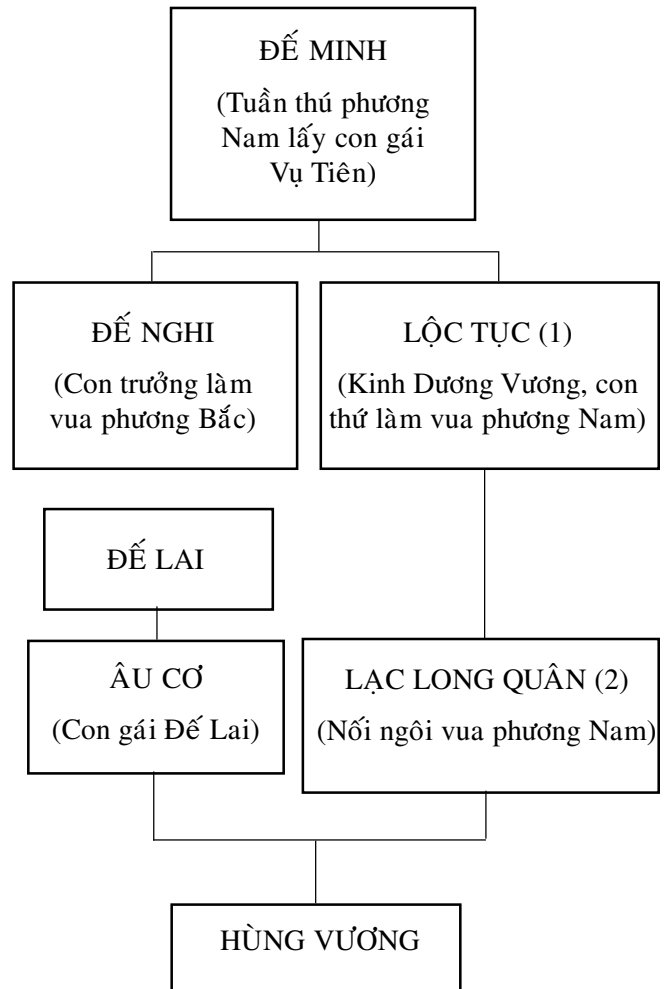 ĐẾ MINH
(Tuần thú phương
Nam lấy con gái
Vụ Tiên)
ĐẾ NGHI
(Con trưởng làm
vua phương Bắc)
LỘC TỤC (1)
(Kinh Dương Vương, con
thứ làm vua phương Nam)
ĐẾ LAI
ÂU CƠ
(Con gái Đế Lai)
LẠC LONG QUÂN (2)
(Nối ngôi vua phương Nam)
HÙNG VƯƠNG